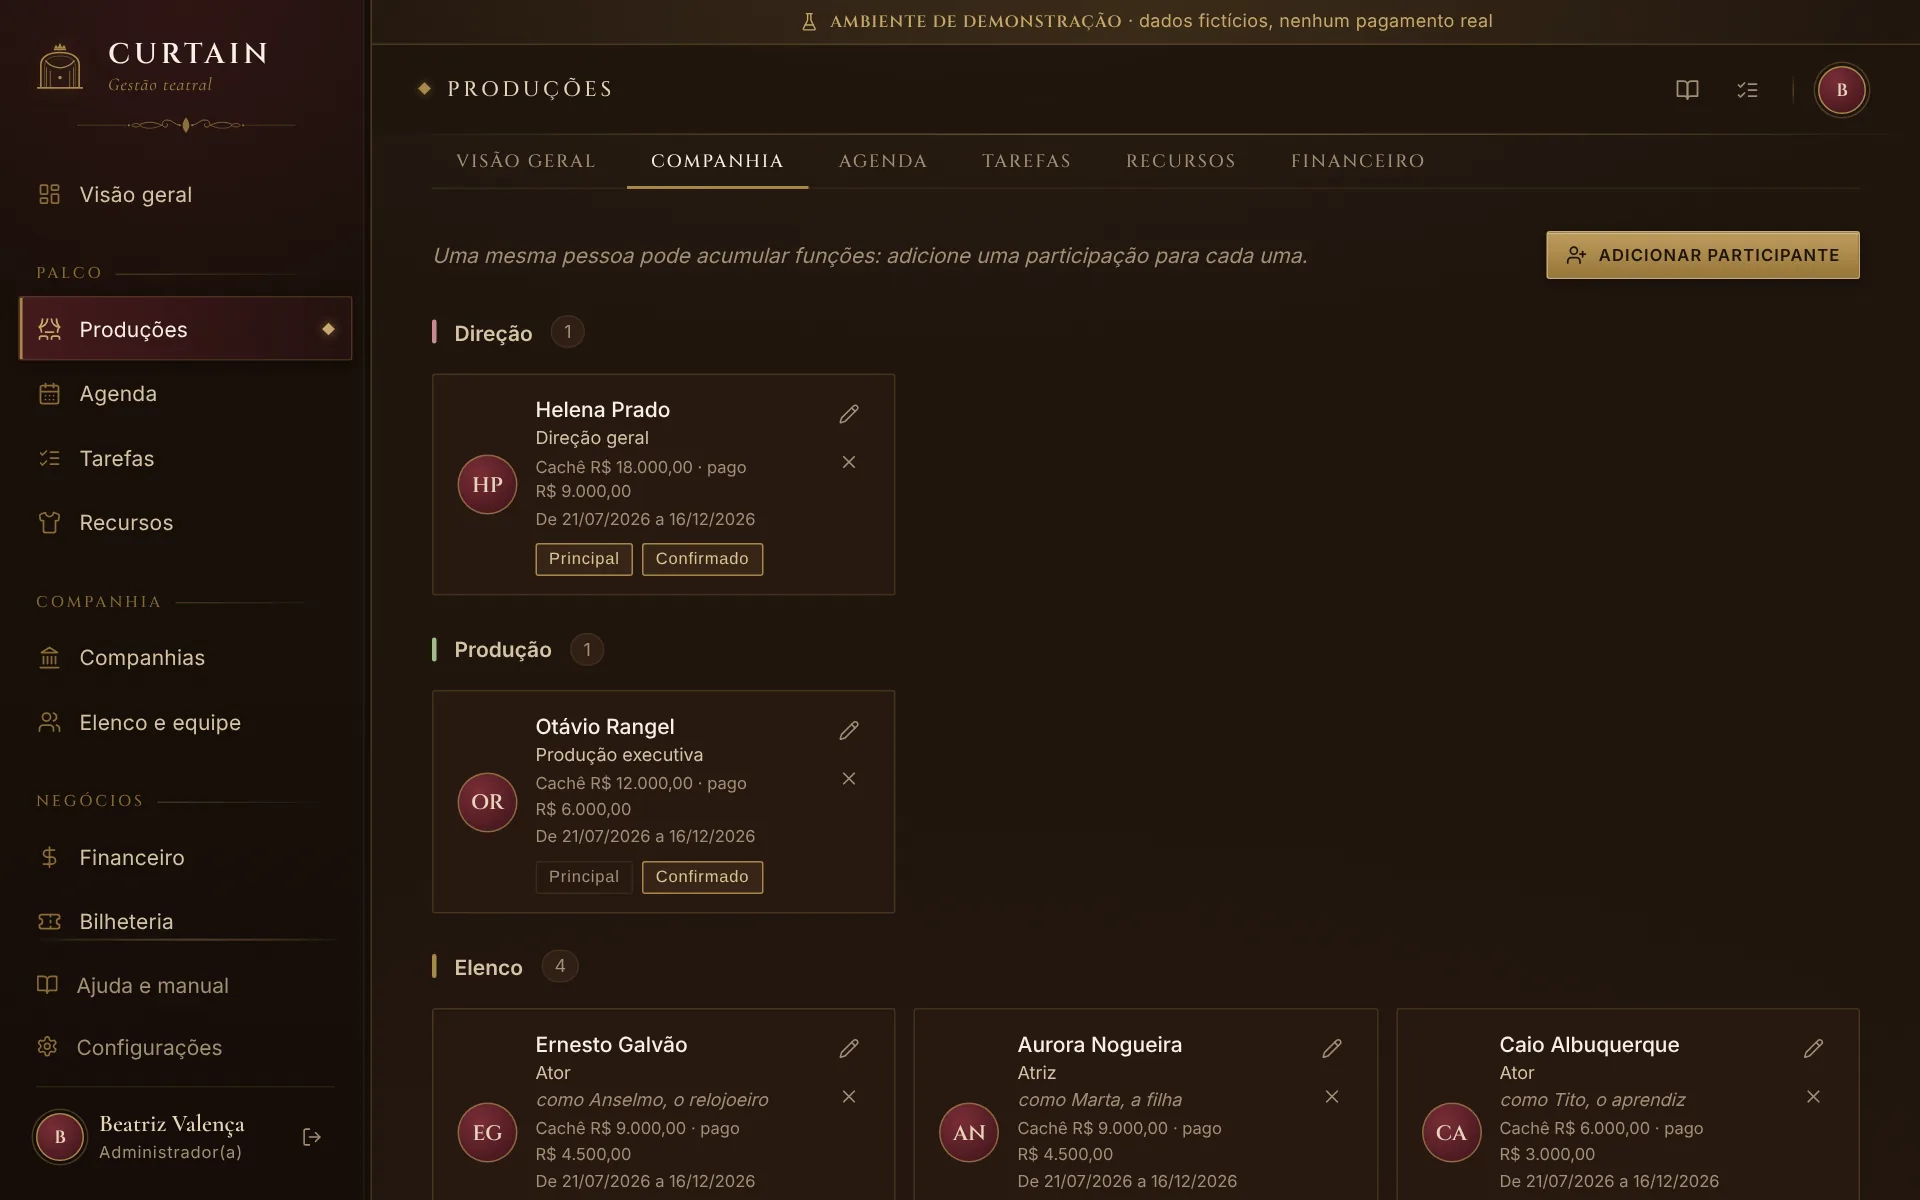 CURTAIN
Gestão teatral
Visão geral
PALCO
Produções
Agenda
Tarefas
Recursos
COMPANHIA
Companhias
Elenco e equipe
NEGÓCIOS
Financeiro
Bilheteria
Ajuda e manual
Configurações
B
Beatriz Valença
Administrador(a)
AMBIENTE DE DEMONSTRAÇÃO · dados fictícios, nenhum pagamento real
PRODUÇÕES
B
VISÃO GERAL COMPANHIA AGENDA TAREFAS RECURSOS FINANCEIRO
Uma mesma pessoa pode acumular funções: adicione uma participação para cada uma.
ADICIONAR PARTICIPANTE
Direção 1
HP
Helena Prado
Direção geral
Cachê R$ 18.000,00 · pago
R$ 9.000,00
De 21/07/2026 a 16/12/2026
Principal Confirmado
Produção 1
OR
Otávio Rangel
Produção executiva
Cachê R$ 12.000,00 · pago
R$ 6.000,00
De 21/07/2026 a 16/12/2026
Principal Confirmado
Elenco 4
EG
Ernesto Galvão
Ator
como Anselmo, o relojoeiro
Cachê R$ 9.000,00 · pago
R$ 4.500,00
De 21/07/2026 a 16/12/2026
AN
Aurora Nogueira
Atriz
como Marta, a filha
Cachê R$ 9.000,00 · pago
R$ 4.500,00
De 21/07/2026 a 16/12/2026
CA
Caio Albuquerque
Ator
como Tito, o aprendiz
Cachê R$ 6.000,00 · pago
R$ 3.000,00
De 21/07/2026 a 16/12/2026